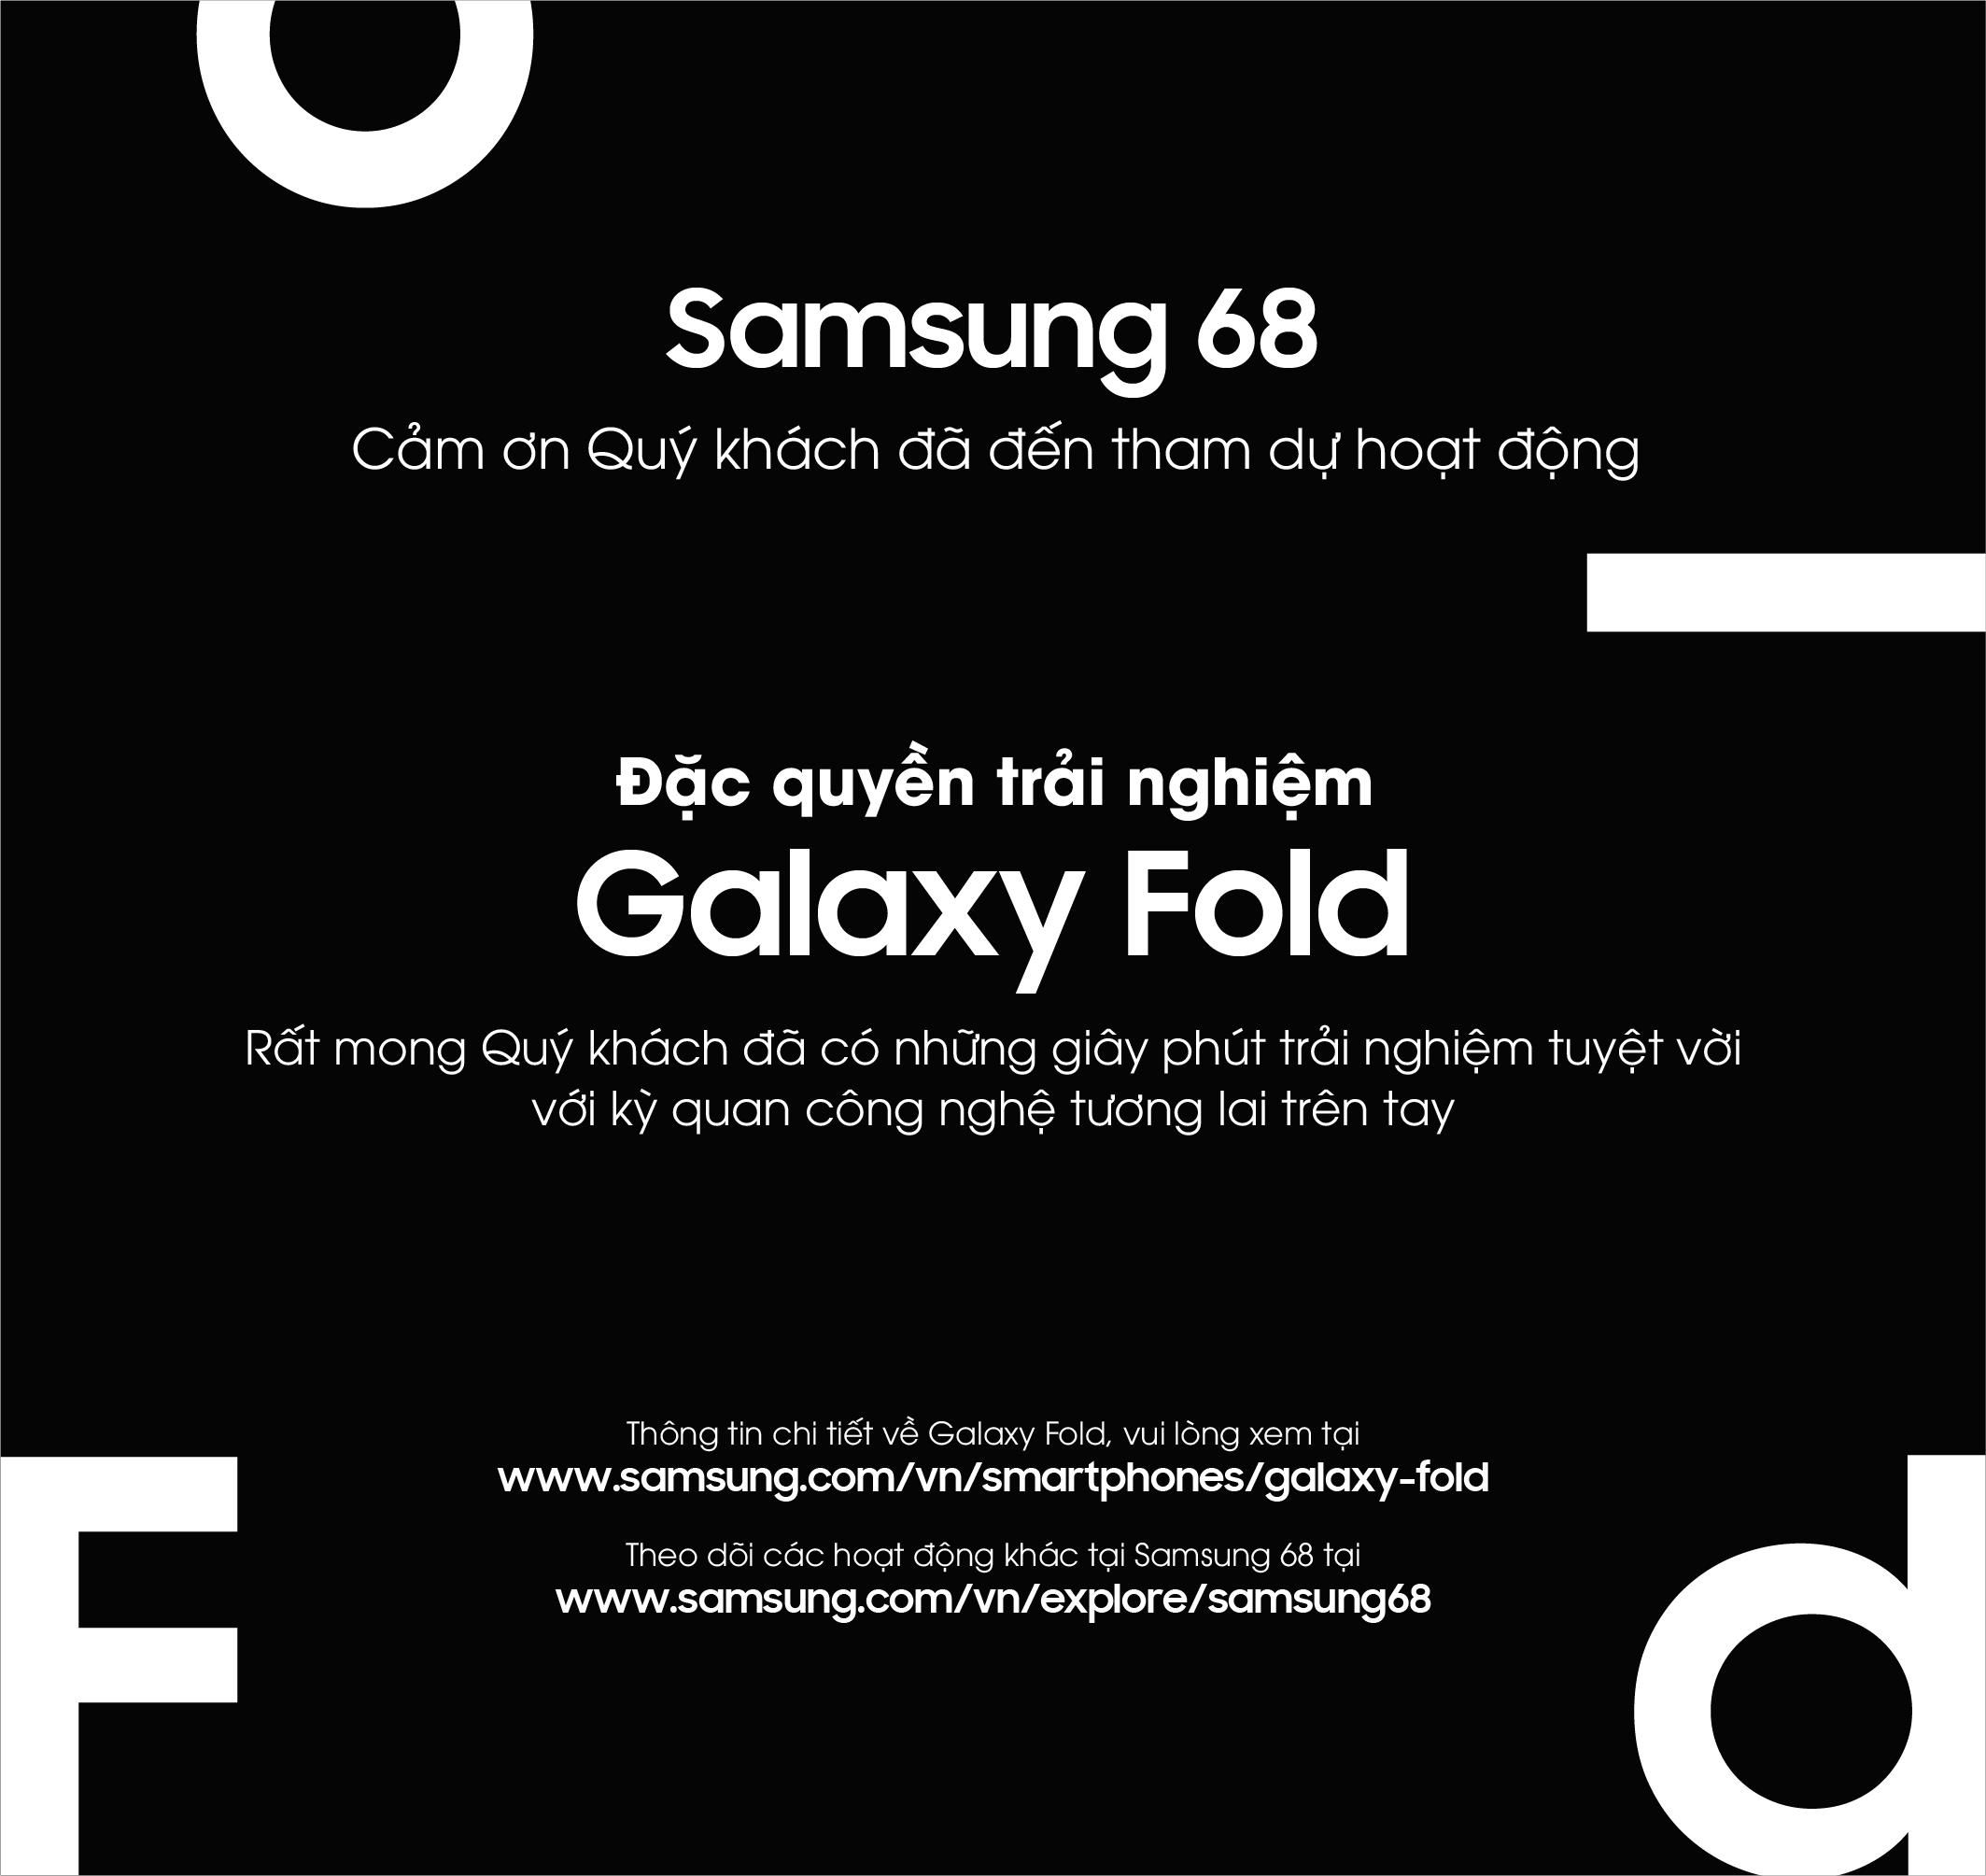 Samsung 68
Cảm ơn Quý khách đã đến tham dự hoạt động
Đặc quyền trải nghiệm
Galaxy Fold
Rất mong Quý khách đã có những giây phút trải nghiệm tuyệt vời
với kỳ quan công nghệ tương lai trên tay
Thông tin chi tiết về Galaxy Fold, vui lòng xem tại
www.samsung.com/vn/smartphones/galaxy-fold
Theo dõi các hoạt động khác tại Samsung 68 tại
www.samsung.com/vn/explore/samsung68
F o l d